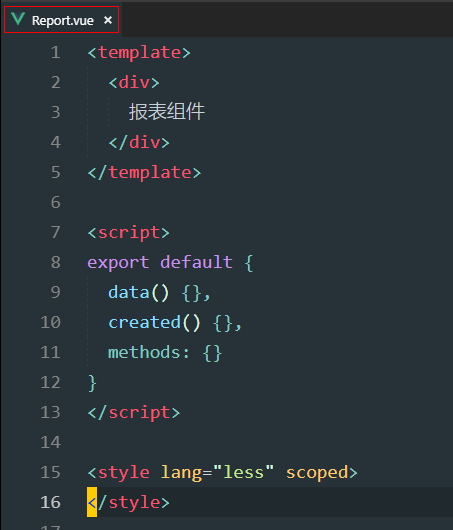 Report.vue ×
1 <template>
2   <div>
3     报表组件
4   </div>
5 </template>
6
7 <script>
8 export default {
9   data() {},
10   created() {},
11   methods: {}
12 }
13 </script>
14
15 <style lang="less" scoped>
16 </style>
17